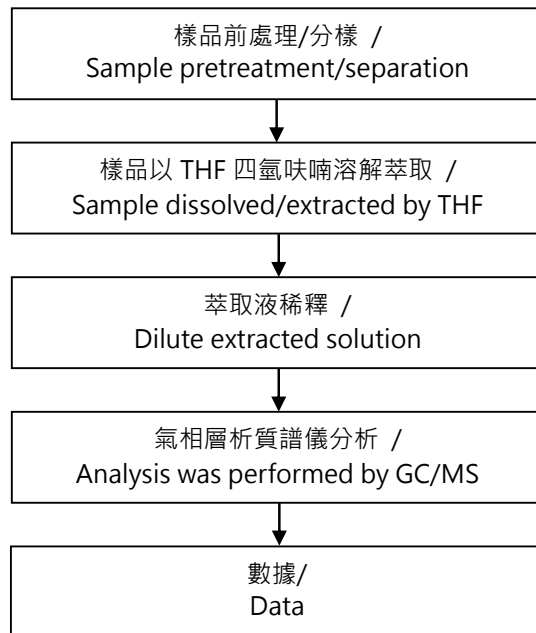 樣品前處理/分樣 /
Sample pretreatment/separation
樣品以 THF 四氫呋喃溶解萃取 /
Sample dissolved/extracted by THF
萃取液稀釋 /
Dilute extracted solution
氣相層析質譜儀分析 /
Analysis was performed by GC/MS
數據/
Data